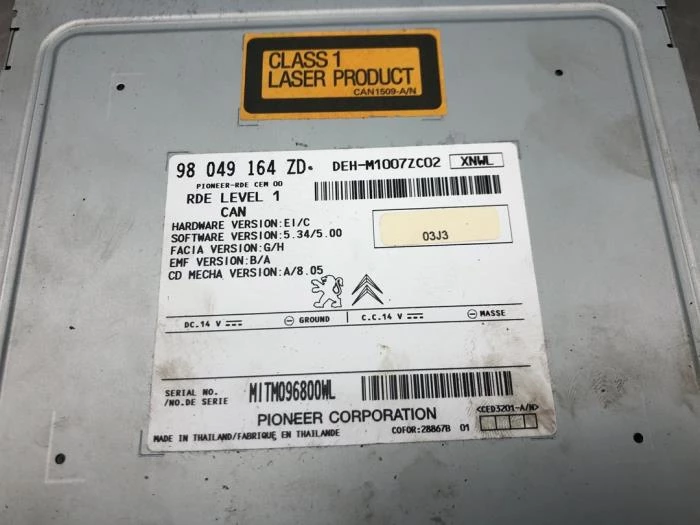 CLASS 1
LASER PRODUCT
CAN1509-A/N
98 049 164 ZD. DEH-M1007ZC02 XNWL
PIONEER-RDE CEM 00
RDE LEVEL 1
CAN
HARDWARE VERSION:EI/C
SOFTWARE VERSION:5.34/5.00
FACIA VERSION:G/H
EMF VERSION:B/A
CD MECHA VERSION:A/8.05
03J3
DC.14 V ⎓ ⊖ GROUND C.C.14 V ⎓ ⊖ MASSE
SERIAL NO.
/NO.DE SERIE MITM096800WL
PIONEER CORPORATION <CED3201-A/N>
MADE IN THAILAND/FABRIQUE EN THAILANDE COFOR:28867B 01